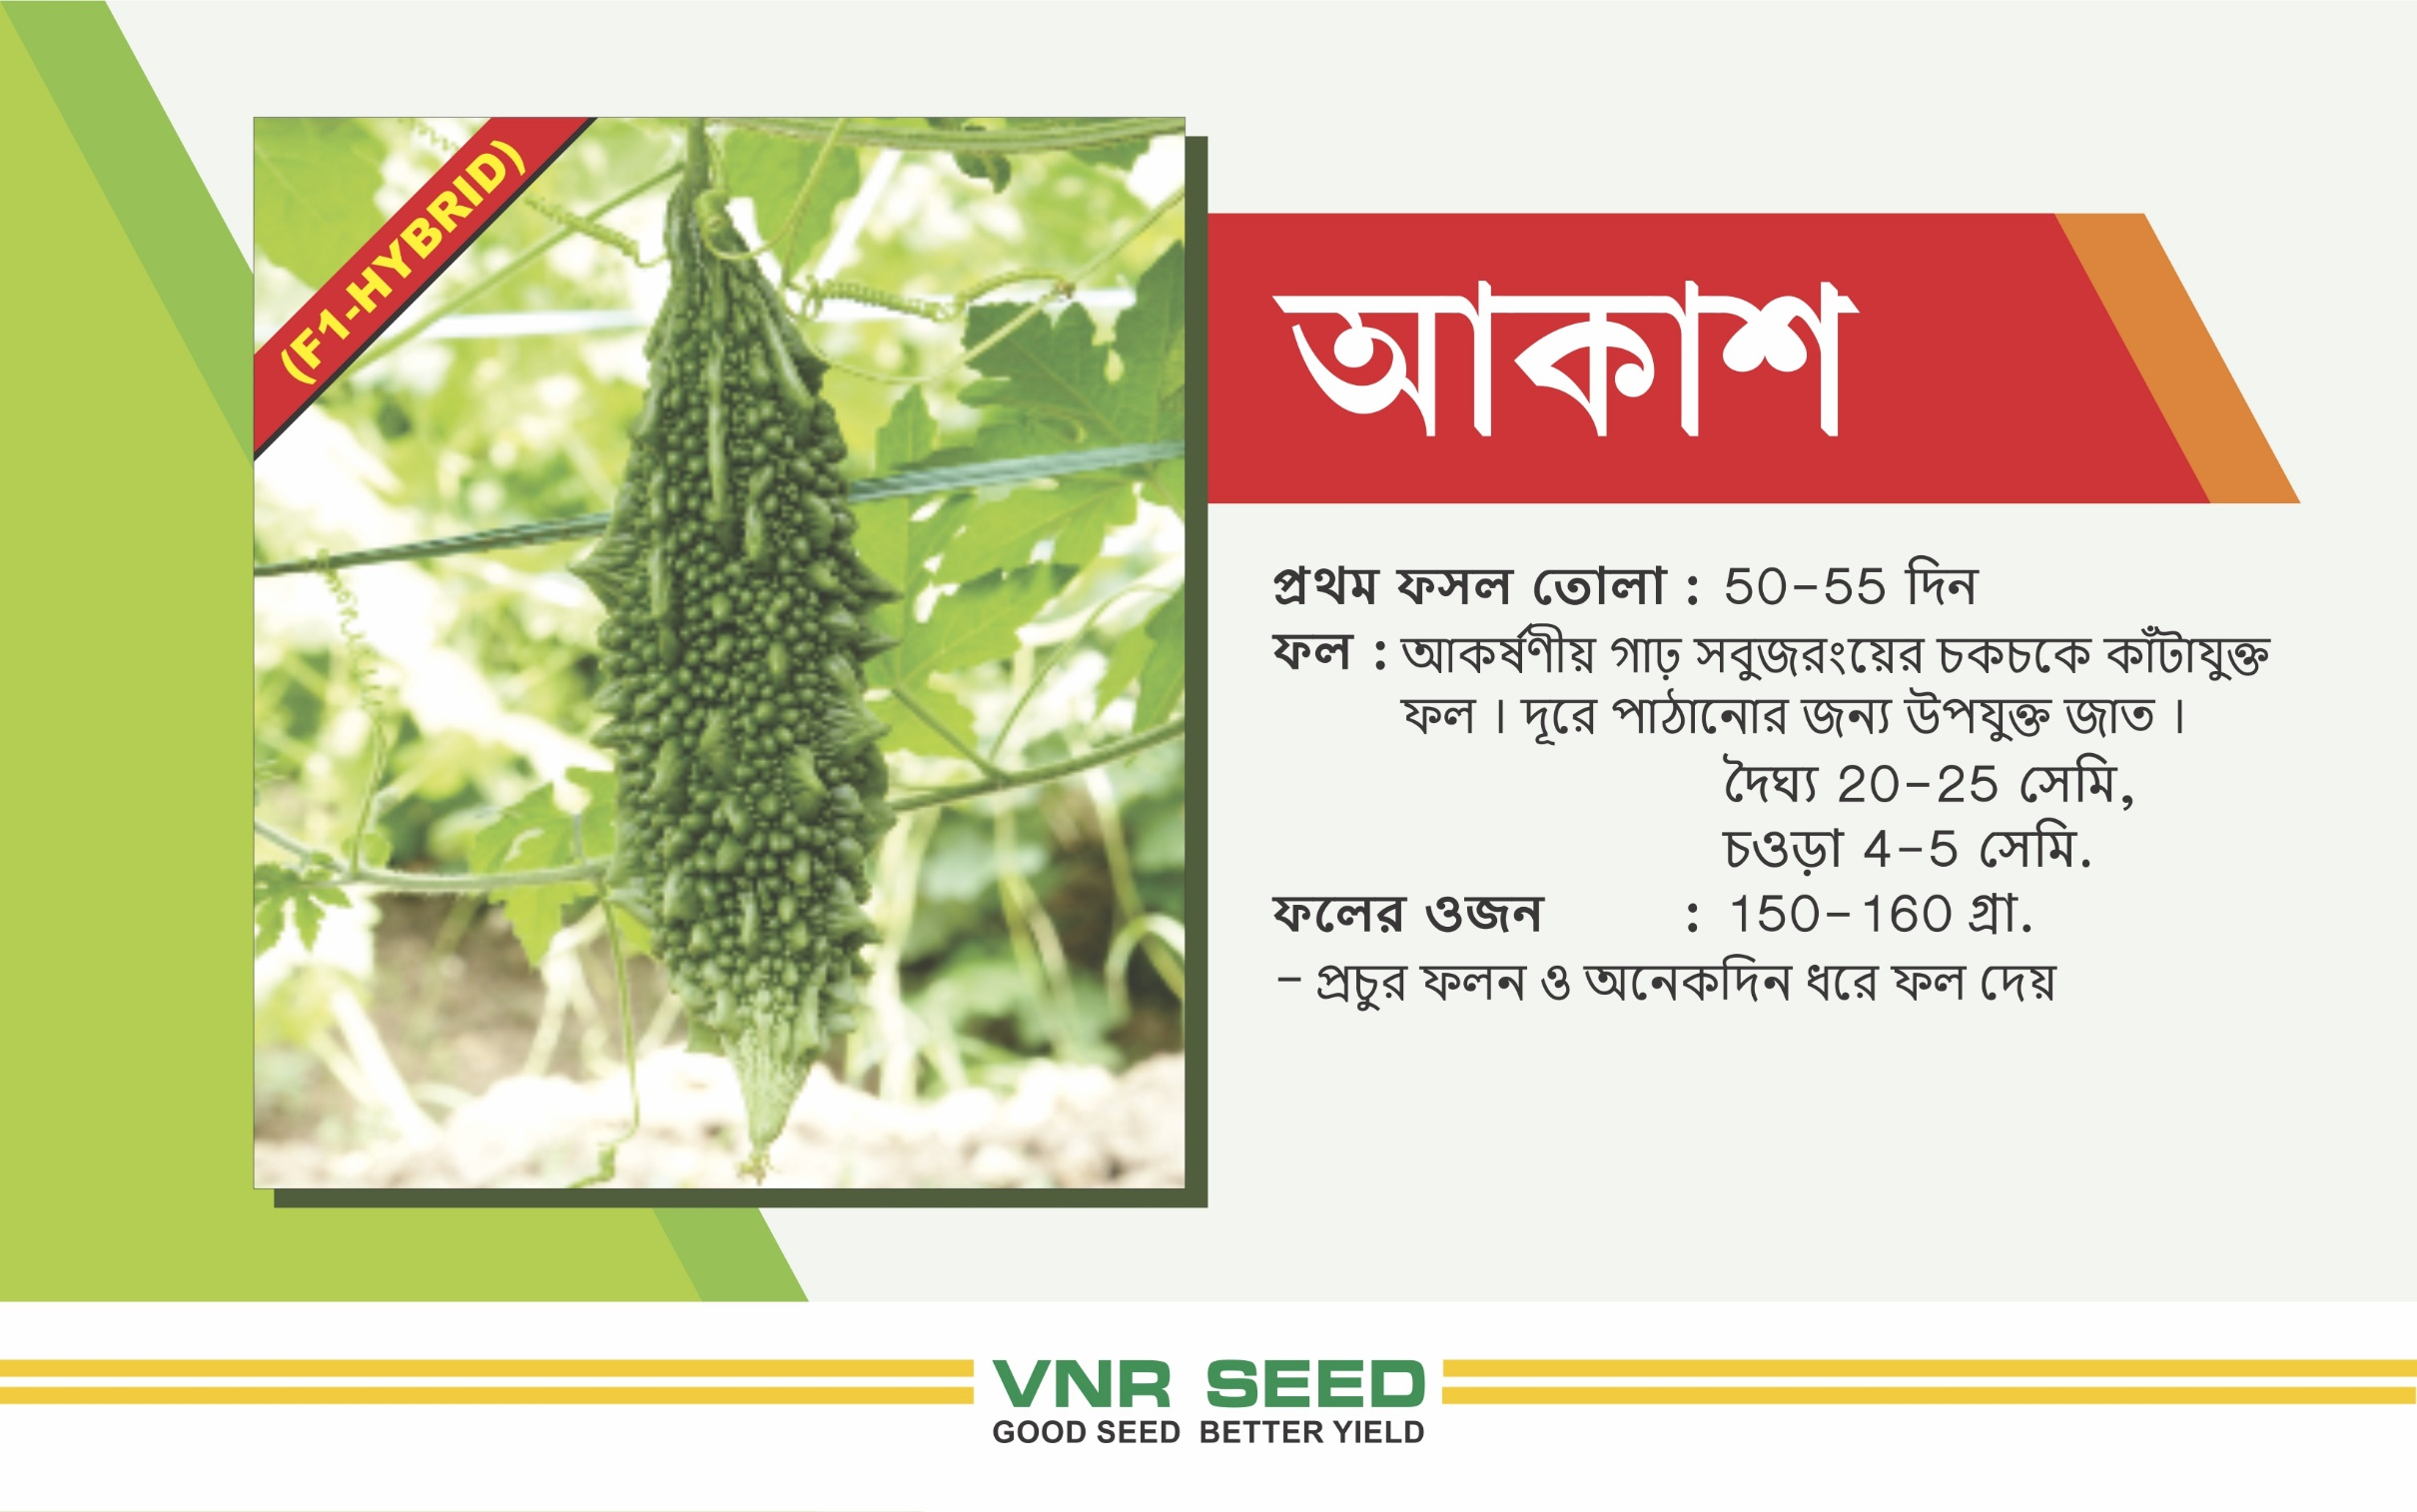 (F1-HYBRID))
আকাশ
প্রথম ফসল তোলা : 50-55 দিন
ফল : আকর্ষণীয় গাঢ় সবুজরংয়ের চকচকে কাঁটাযুক্ত
ফল । দূরে পাঠানোর জন্য উপযুক্ত জাত ।
দৈঘ্য 20-25 সেমি,
চওড়া 4-5 সেমি.
ফলের ওজন : 150-160 গ্রা.
- প্রচুর ফলন ও অনেকদিন ধরে ফল দেয়
VNR SEED
GOOD SEED BETTER YIELD